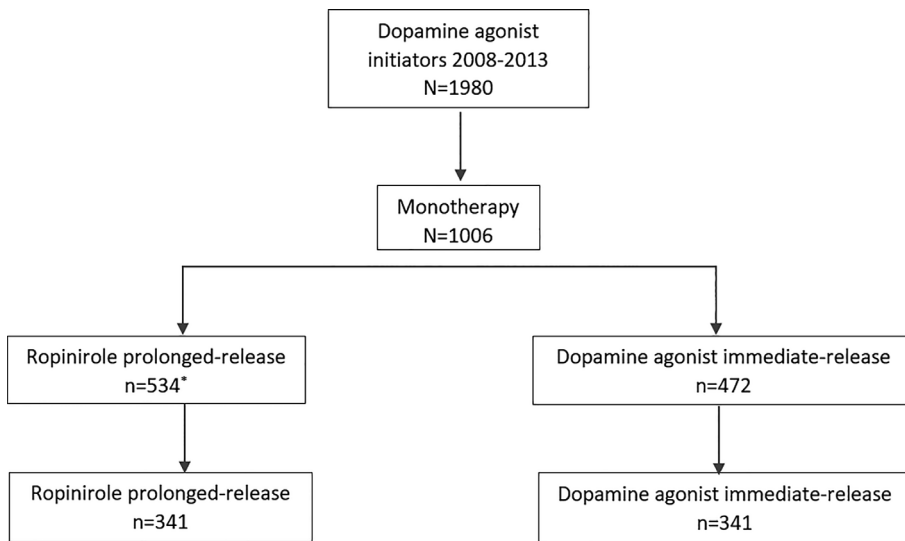 Dopamine agonist
initiators 2008-2013
N=1980
Monotherapy
N=1006
Ropinirole prolonged-release
n=534*
Dopamine agonist immediate-release
n=472
Ropinirole prolonged-release
n=341
Dopamine agonist immediate-release
n=341